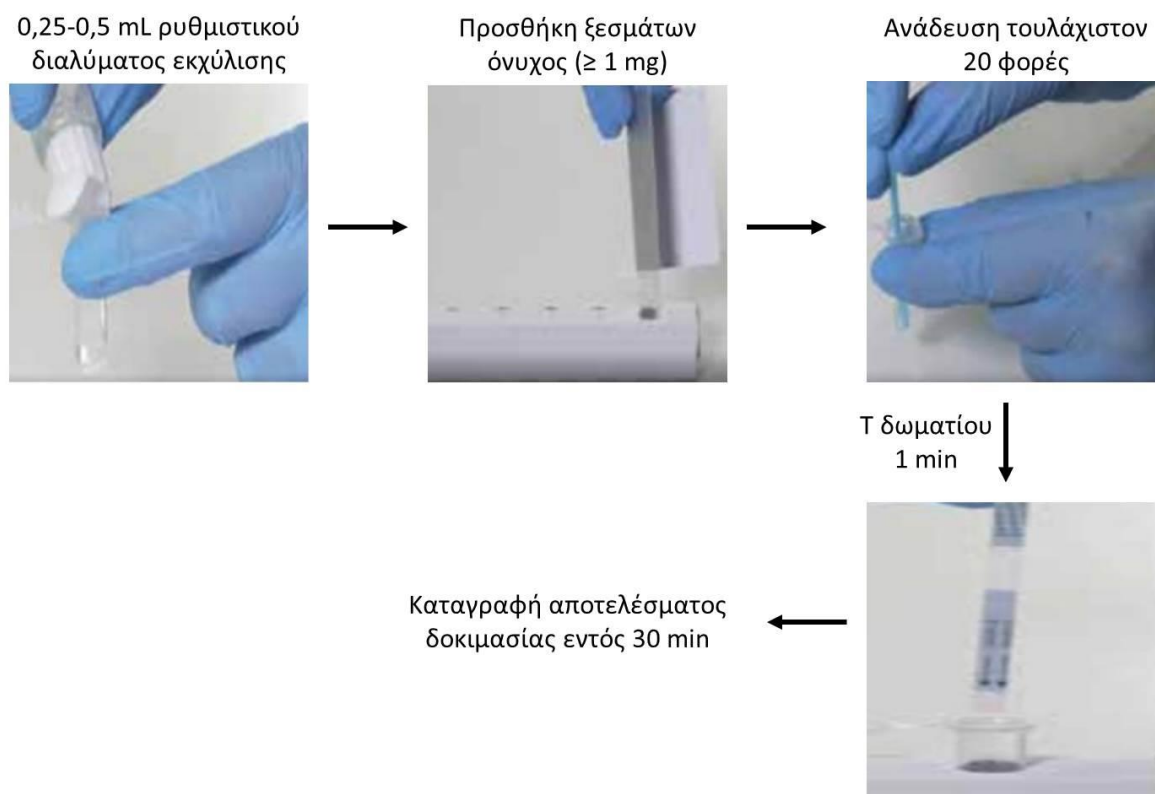 0,25-0,5 mL ρυθμιστικού
διαλύματος εκχύλισης
Προσθήκη ξεσμάτων
όνυχος (≥ 1 mg)
Ανάδευση τουλάχιστον
20 φορές
Τ δωματίου
1 min
Καταγραφή αποτελέσματος
δοκιμασίας εντός 30 min